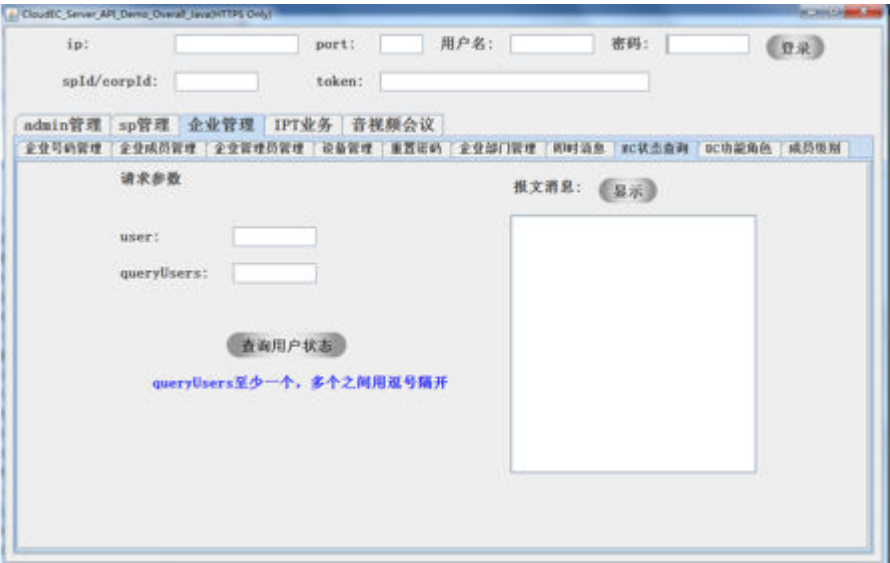 CloudEC_Server_API_Demo_Overall_Java(HTTPS Only)
ip: port: 用户名: 密码: 登录
spId/corpId: token:
admin管理 sp管理 企业管理 IPT业务 音视频会议
企业号码管理 企业成员管理 企业管理员管理 设备管理 重置密码 企业部门管理 即时消息 EC状态查询 EC功能角色 成员级别
请求参数
报文消息: 显示
user:
queryUsers:
查询用户状态
queryUsers至少一个，多个之间用逗号隔开